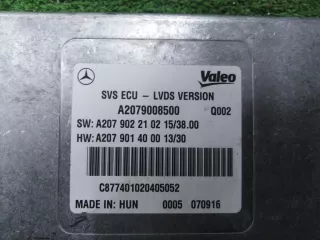 Valeo
SVS ECU - LVDS VERSION
A2079008500 Q002
SW: A207 902 21 02 15/38.00
HW: A207 901 40 00 13/30
C877401020405052
MADE IN: HUN 0005 070916